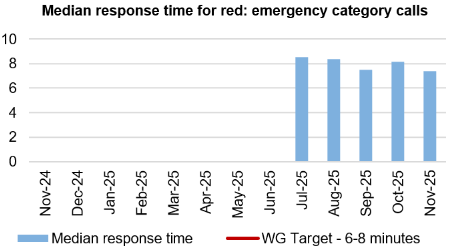 Median response time for red: emergency category calls
10
8
6
4
2
0
Nov-24
Dec-24
Jan-25
Feb-25
Mar-25
Apr-25
May-25
Jun-25
Jul-25
Aug-25
Sep-25
Oct-25
Nov-25
Median response time WG Target - 6-8 minutes